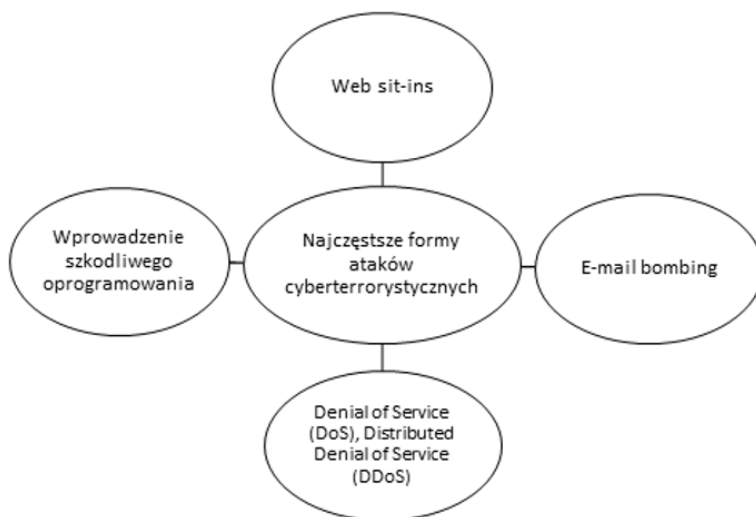 Web sit-ins
Wprowadzenie
szkodliwego
oprogramowania
Najczęstsze formy
ataków
cyberterrorystycznych
E-mail bombing
Denial of Service
(DoS), Distributed
Denial of Service
(DDoS)